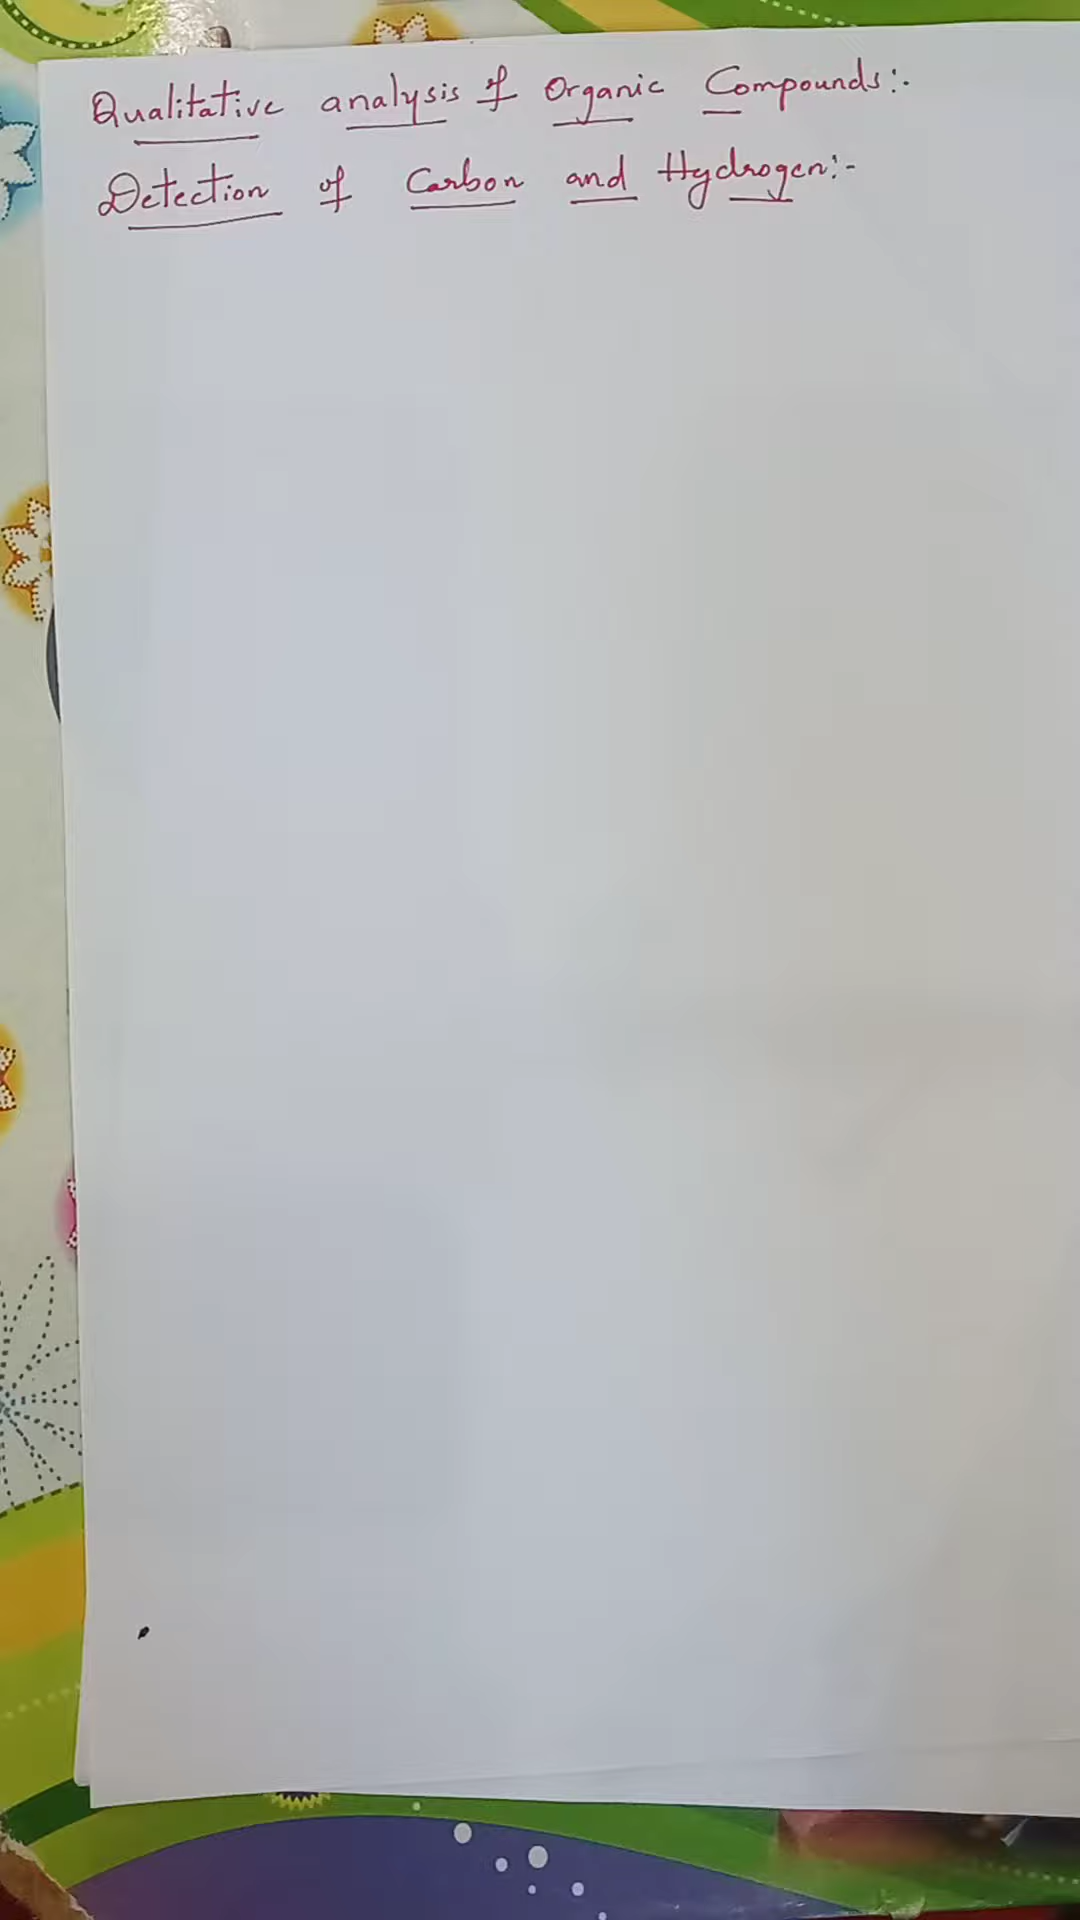 Qualitative analysis of Organic Compounds:-
Detection of Carbon and Hydrogen:-